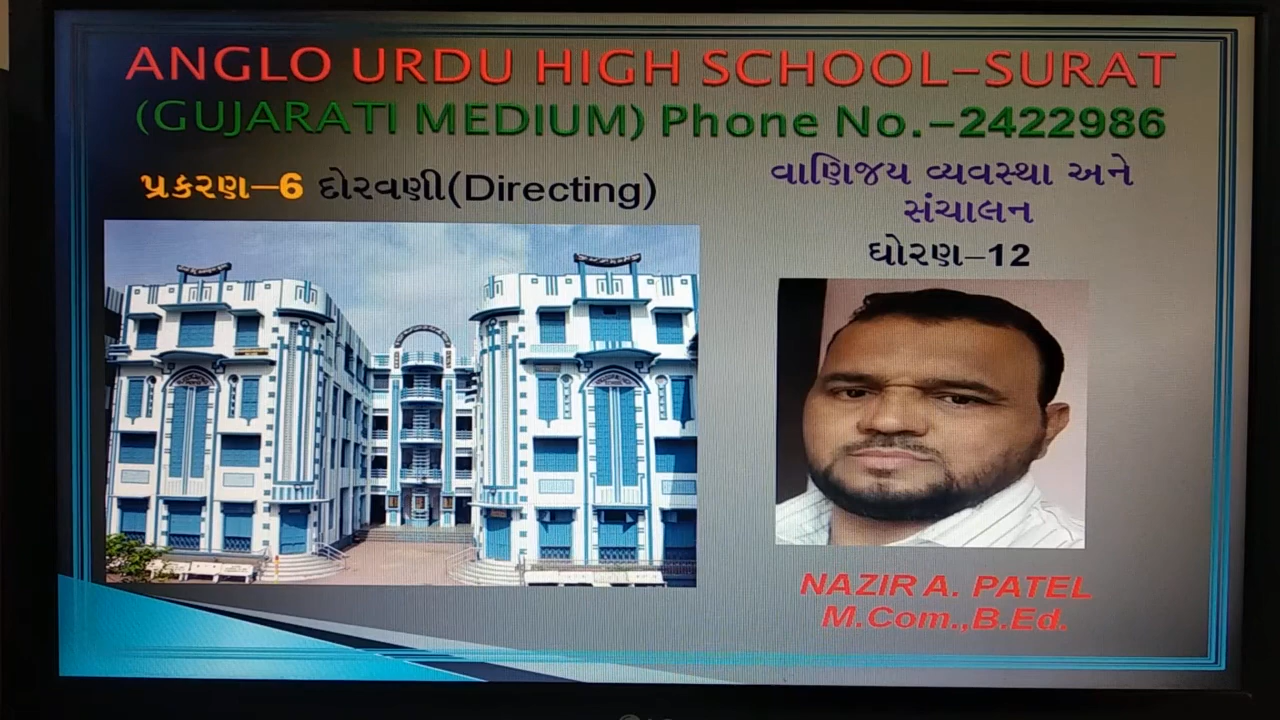 ANGLO URDU HIGH SCHOOL-SURAT
(GUJARATI MEDIUM) Phone No.-2422986
પ્રકરણ-6 દોરવણી(Directing)
વાણિજય વ્યવસ્થા અને
સંચાલન
ઘોરણ-12
NAZIR A. PATEL
M.Com.,B.Ed.